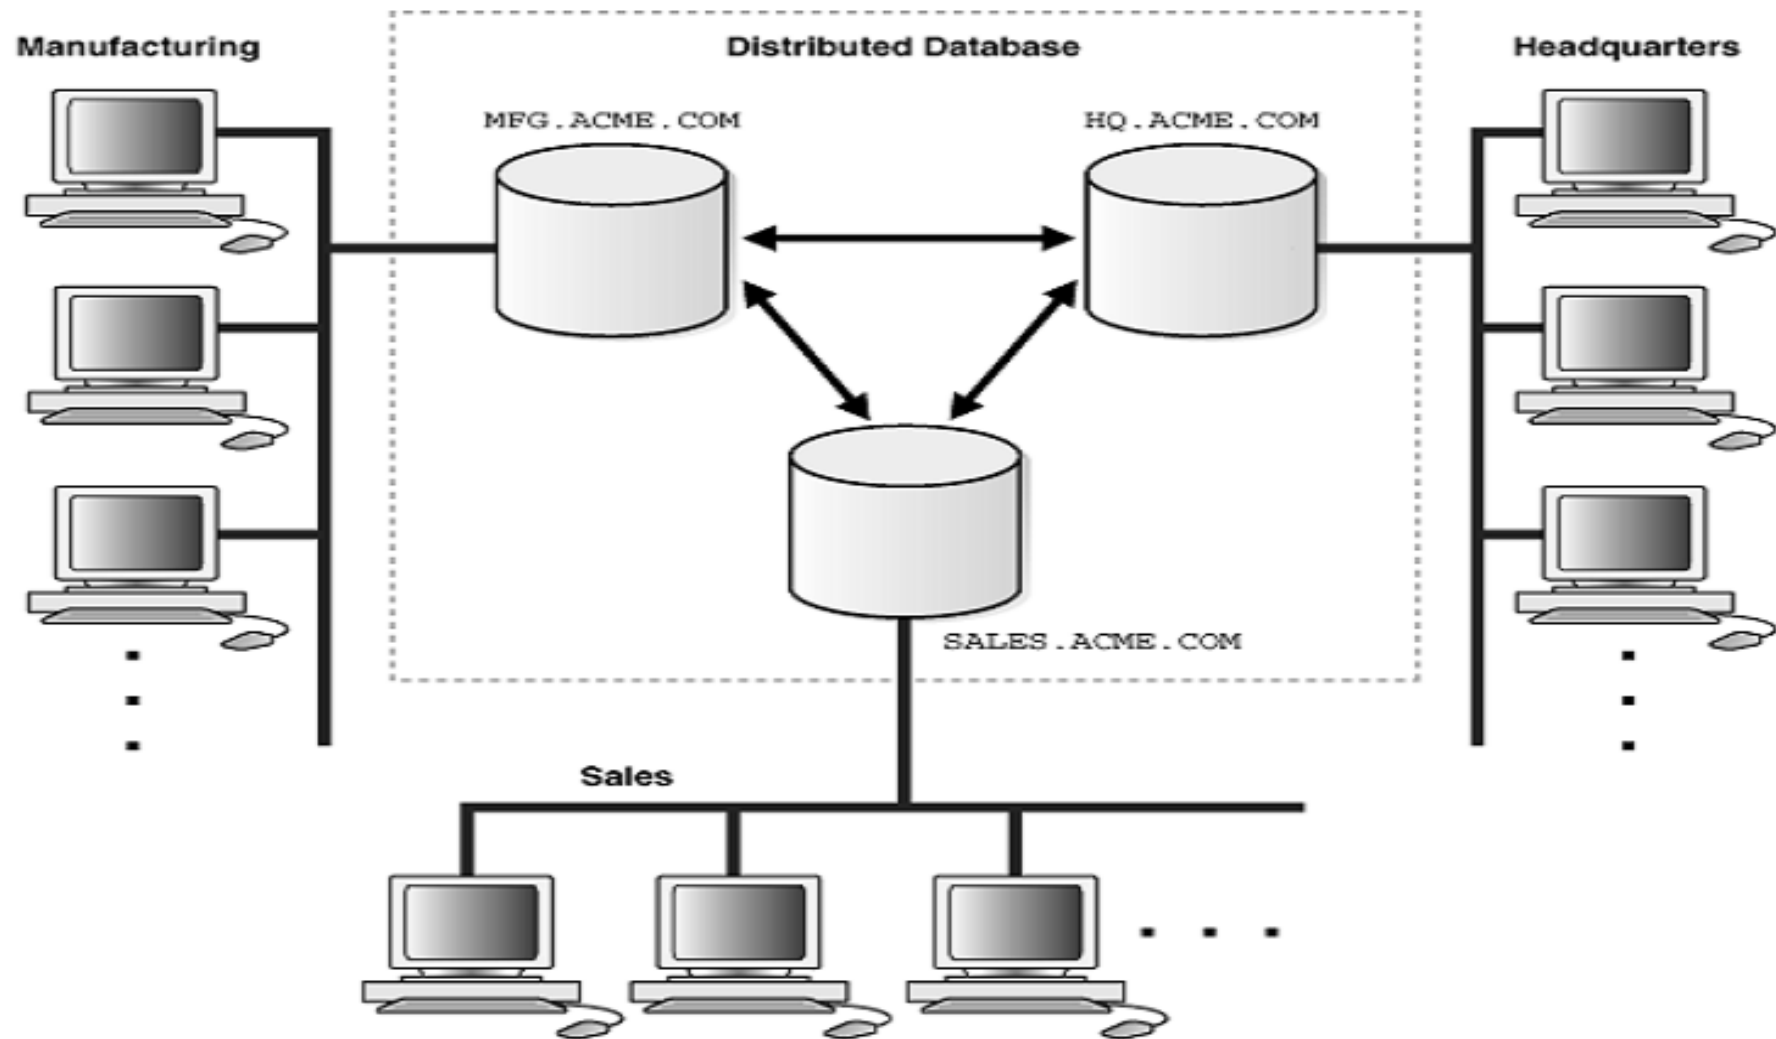 Manufacturing
Distributed Database
Headquarters
MFG.ACME.COM
HQ.ACME.COM
SALES.ACME.COM
Sales